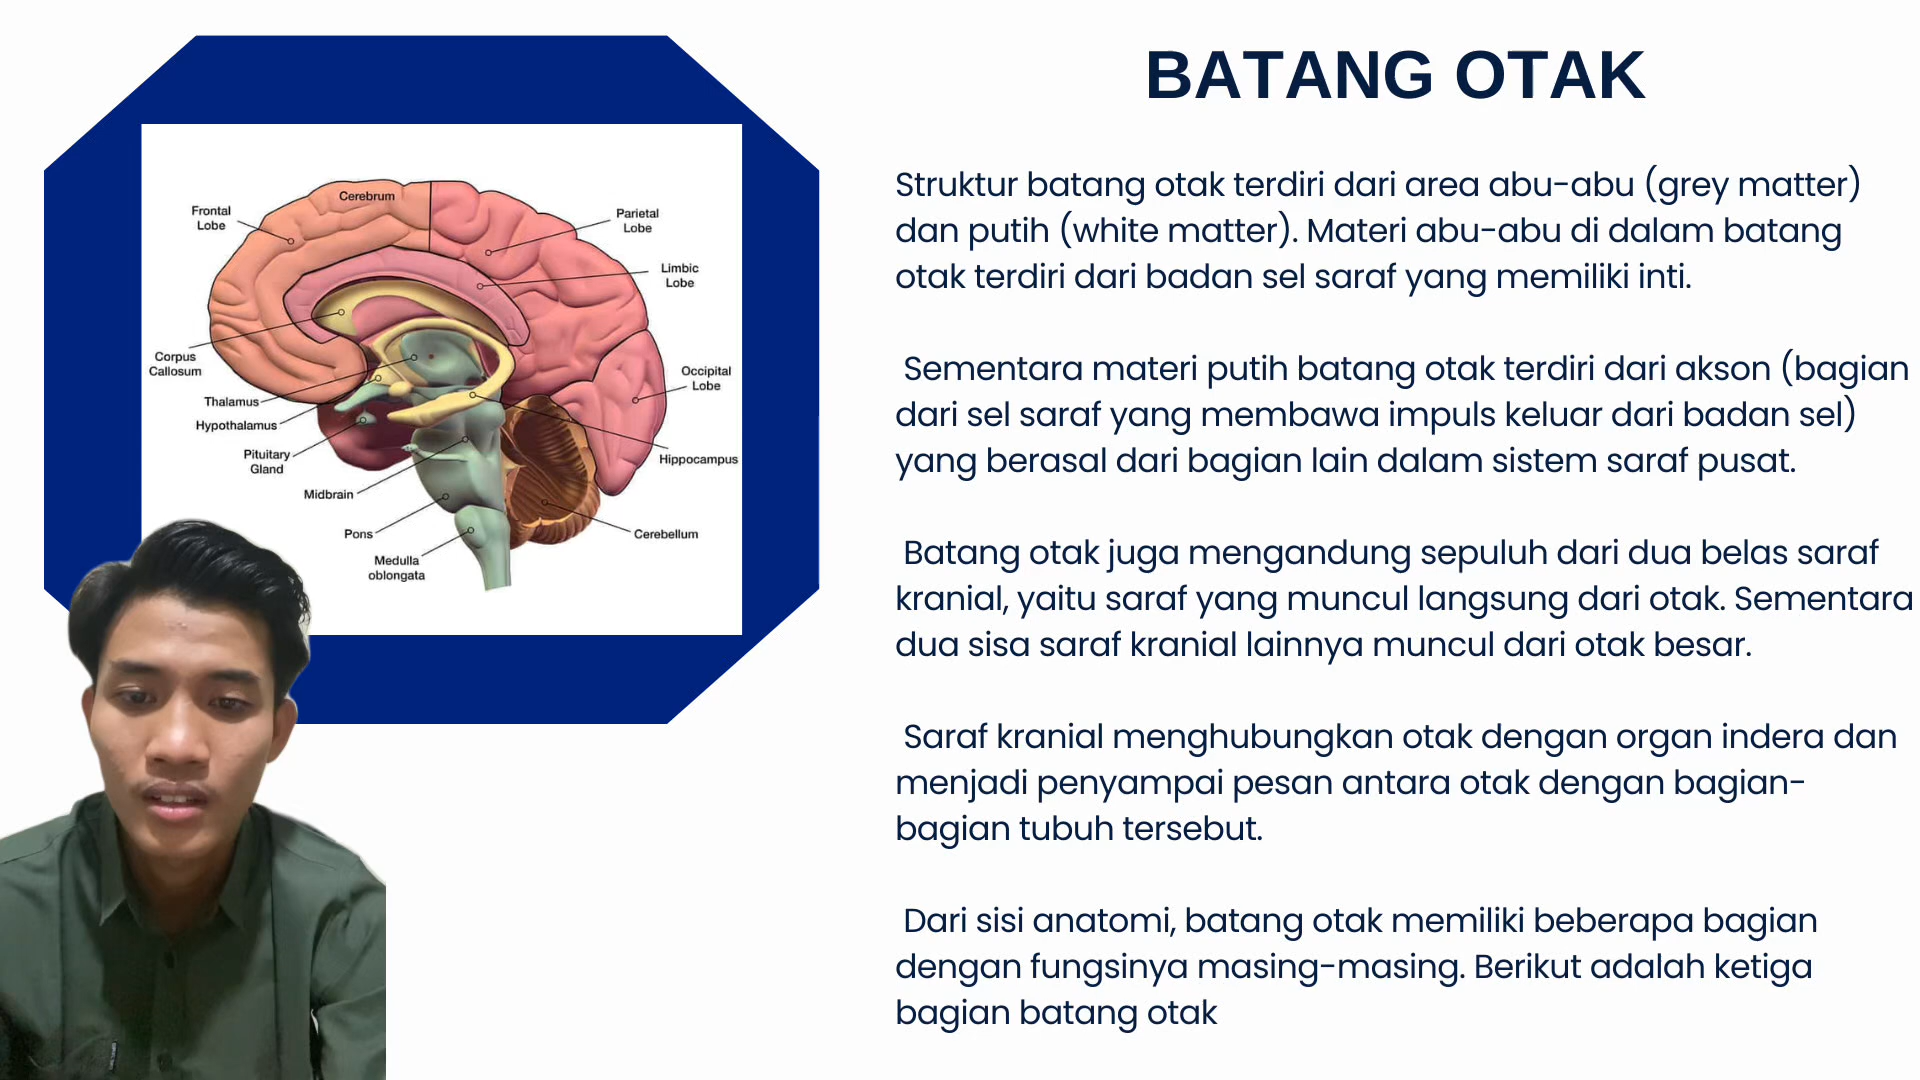 BATANG OTAK
Cerebrum
Frontal
Lobe
Parietal
Lobe
Limbic
Lobe
Corpus
Callosum
Occipital
Lobe
Thalamus
Hypothalamus
Pituitary
Gland
Hippocampus
Midbrain
Pons
Cerebellum
Medulla
oblongata
Struktur batang otak terdiri dari area abu-abu (grey matter)
dan putih (white matter). Materi abu-abu di dalam batang
otak terdiri dari badan sel saraf yang memiliki inti.
Sementara materi putih batang otak terdiri dari akson (bagian
dari sel saraf yang membawa impuls keluar dari badan sel)
yang berasal dari bagian lain dalam sistem saraf pusat.
Batang otak juga mengandung sepuluh dari dua belas saraf
kranial, yaitu saraf yang muncul langsung dari otak. Sementara
dua sisa saraf kranial lainnya muncul dari otak besar.
Saraf kranial menghubungkan otak dengan organ indera dan
menjadi penyampai pesan antara otak dengan bagian-
bagian tubuh tersebut.
Dari sisi anatomi, batang otak memiliki beberapa bagian
dengan fungsinya masing-masing. Berikut adalah ketiga
bagian batang otak